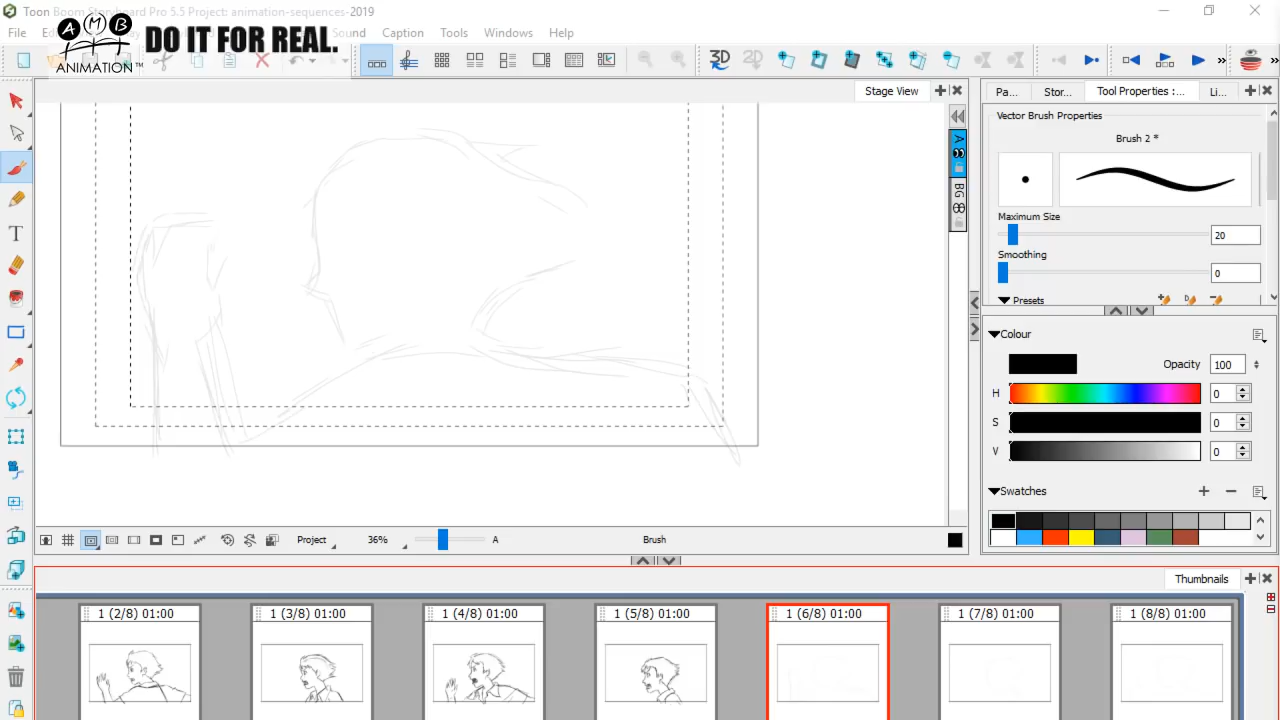 Toon Boom Storyboard Pro 5.5 Project: animation-sequences-2019
File
Sound Caption Tools Windows Help
AMB
ANIMATION™
DO IT FOR REAL.
3D 2D
Stage View
Pa... Stor... Tool Properties :... Li...
Vector Brush Properties
Brush 2 *
Maximum Size
20
Smoothing
0
Presets
A
BG
T
Colour
Opacity 100
H 0
S 0
V 0
Swatches
Project 36% A Brush
Thumbnails
1 (2/8) 01:00
1 (3/8) 01:00
1 (4/8) 01:00
1 (5/8) 01:00
1 (6/8) 01:00
1 (7/8) 01:00
1 (8/8) 01:00